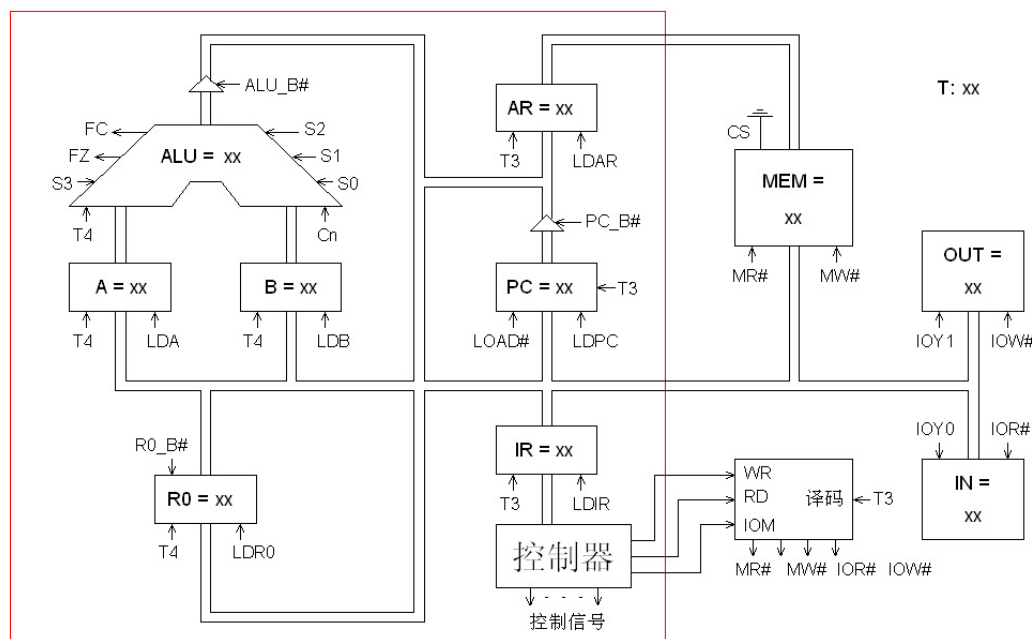 ALU_B#
FC
FZ
S3
ALU = xx
S2
S1
S0
T4
Cn
A = xx
T4
LDA
B = xx
T4
LDB
R0_B#
R0 = xx
T4
LDR0
AR = xx
T3
LDAR
PC_B#
PC = xx
T3
LOAD#
LDPC
IR = xx
T3
LDIR
控制器
控制信号
CS
MEM =
xx
MR#
MW#
T: xx
OUT =
xx
IOY1
IOW#
IOY0
IOR#
IN =
xx
WR
RD
IOM
译码
T3
MR# MW# IOR# IOW#